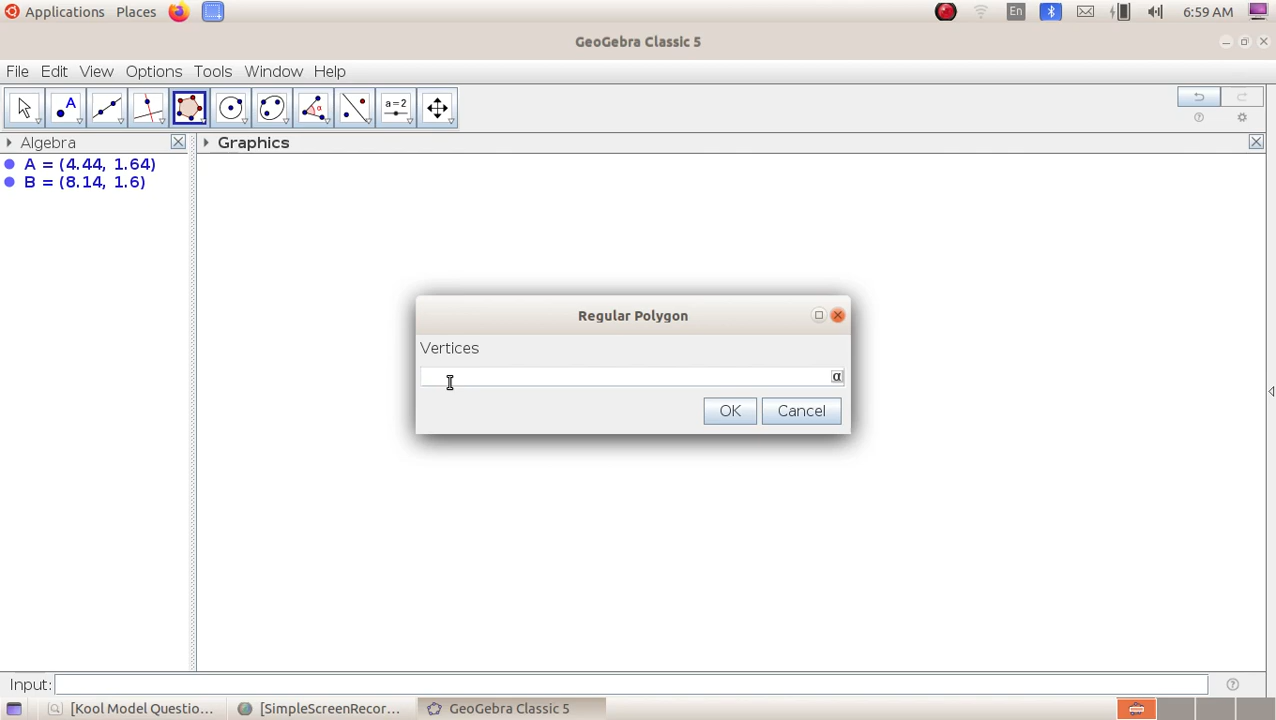 Applications Places En 6:59 AM
GeoGebra Classic 5
File Edit View Options Tools Window Help
A α a=2
Algebra Graphics
A = (4.44, 1.64)
B = (8.14, 1.6)
Regular Polygon
Vertices
α
OK Cancel
Input:
[Kool Model Questio... [SimpleScreenRecor... GeoGebra Classic 5